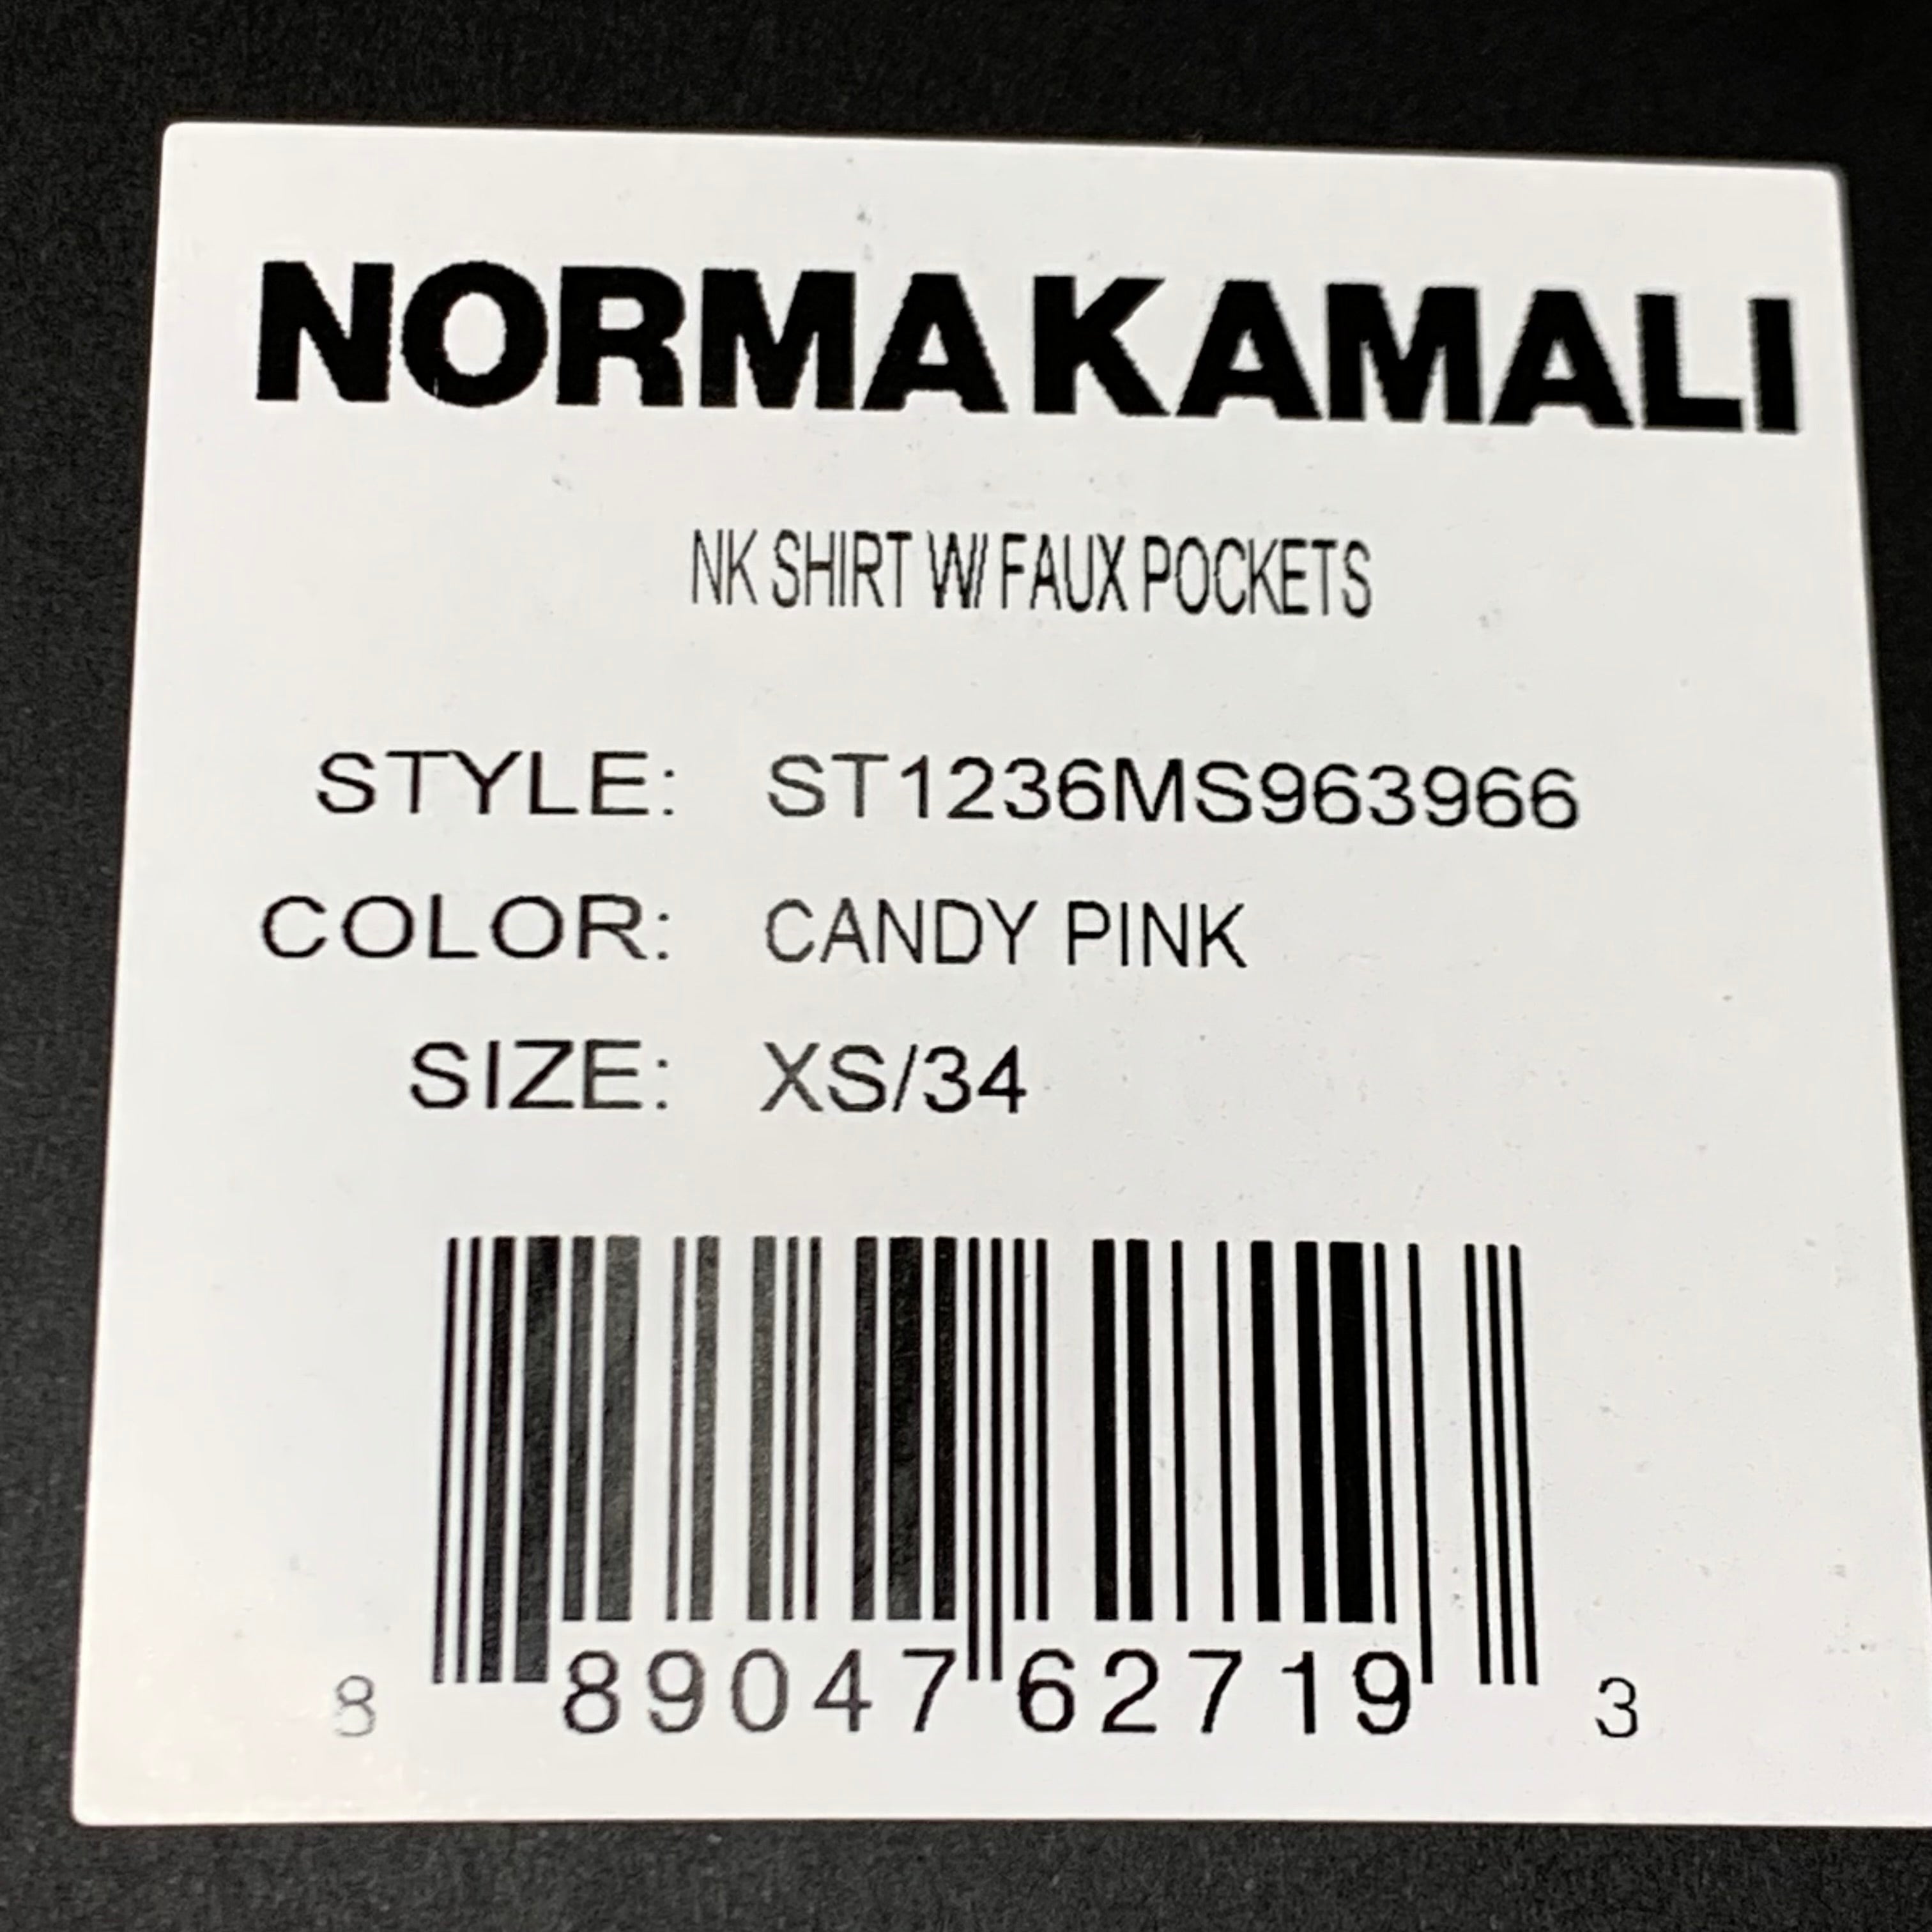 NORMA KAMALI
NK SHIRT W/ FAUX POCKETS
STYLE: ST1236MS963966
COLOR: CANDY PINK
SIZE: XS/34
8 89047 62719 3